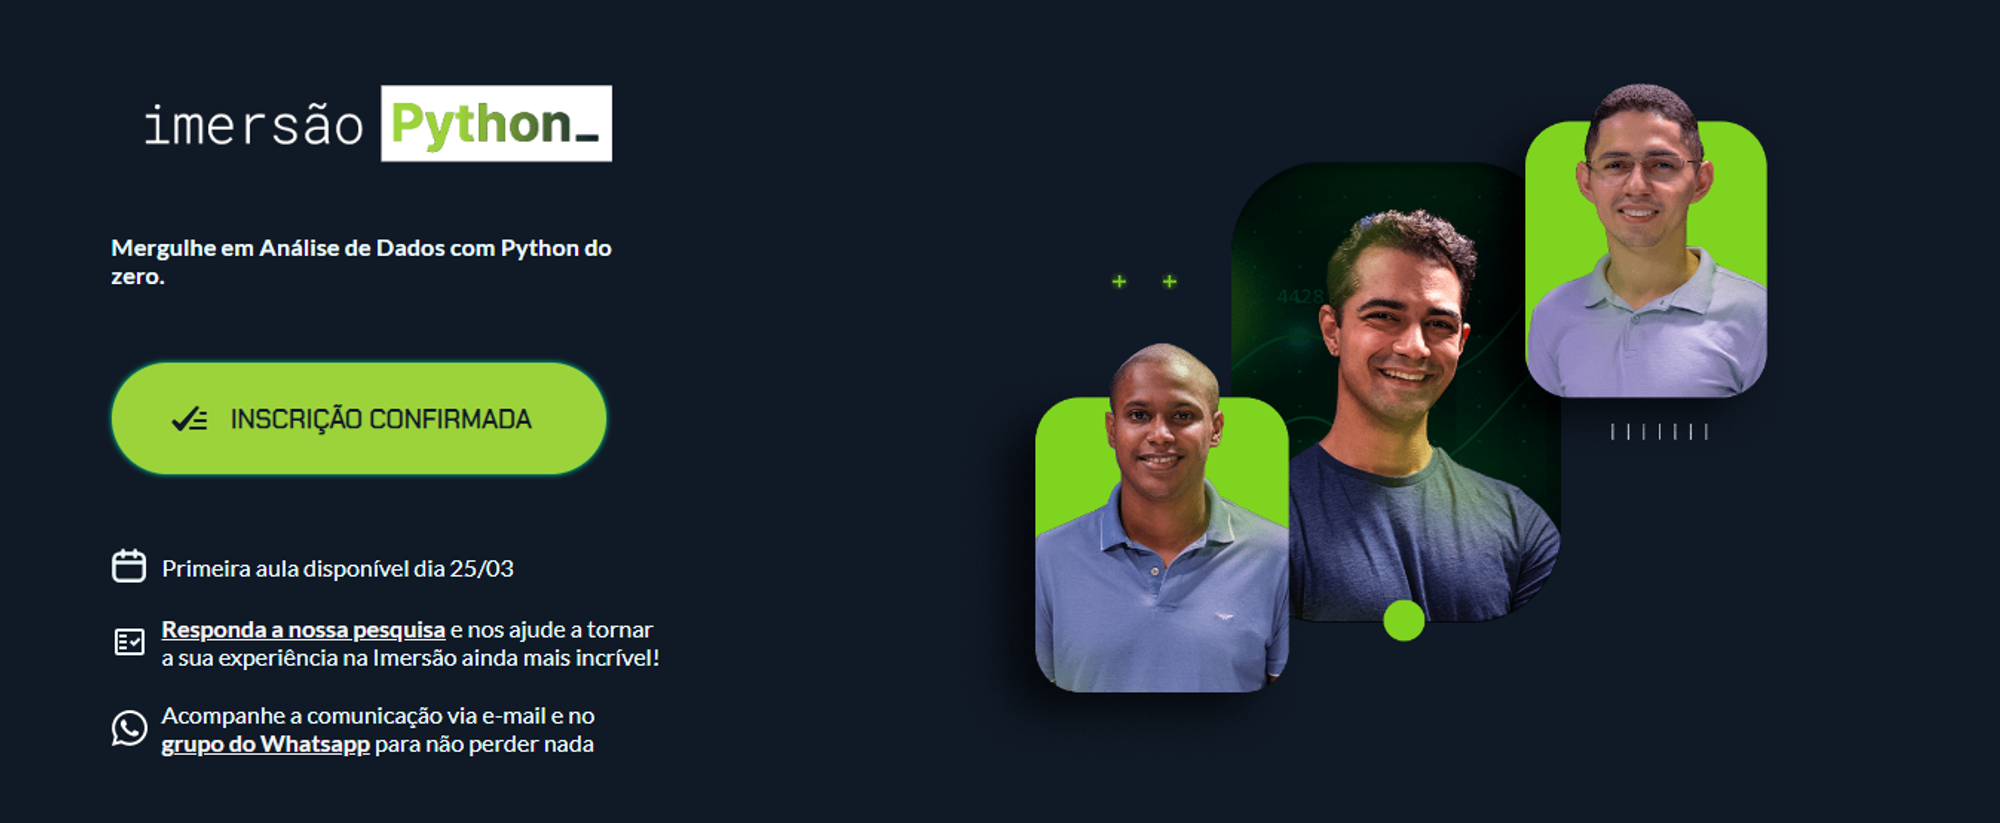 imersão Python_
Mergulhe em Análise de Dados com Python do
zero.
INSCRIÇÃO CONFIRMADA
Primeira aula disponível dia 25/03
Responda a nossa pesquisa e nos ajude a tornar
a sua experiência na Imersão ainda mais incrível!
Acompanhe a comunicação via e-mail e no
grupo do Whatsapp para não perder nada
4428